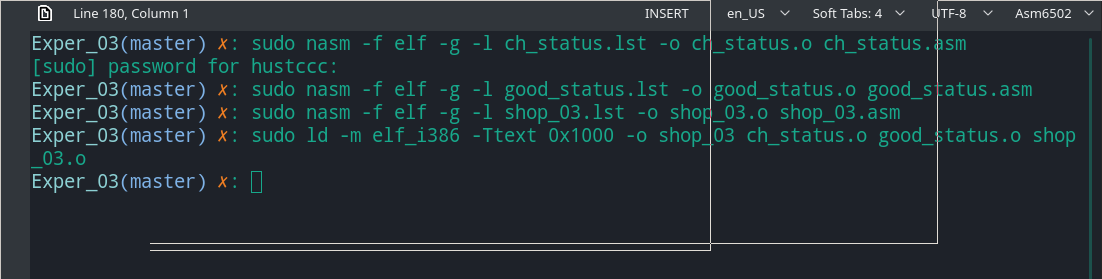 Line 180, Column 1 INSERT en_US Soft Tabs: 4 UTF-8 Asm6502
Exper_03(master) ✗: sudo nasm -f elf -g -l ch_status.lst -o ch_status.o ch_status.asm
[sudo] password for hustccc:
Exper_03(master) ✗: sudo nasm -f elf -g -l good_status.lst -o good_status.o good_status.asm
Exper_03(master) ✗: sudo nasm -f elf -g -l shop_03.lst -o shop_03.o shop_03.asm
Exper_03(master) ✗: sudo ld -m elf_i386 -Ttext 0x1000 -o shop_03 ch_status.o good_status.o shop
_03.o
Exper_03(master) ✗: